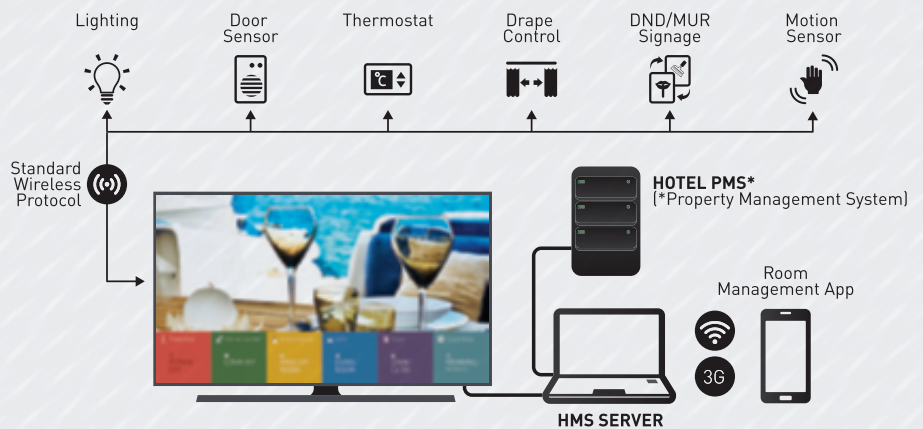 Lighting
Door
Sensor
Thermostat
Drape
Control
DND/MUR
Signage
Motion
Sensor
°C
Standard
Wireless
Protocol
HOTEL PMS*
(*Property Management System)
Room
Management App
3G
HMS SERVER